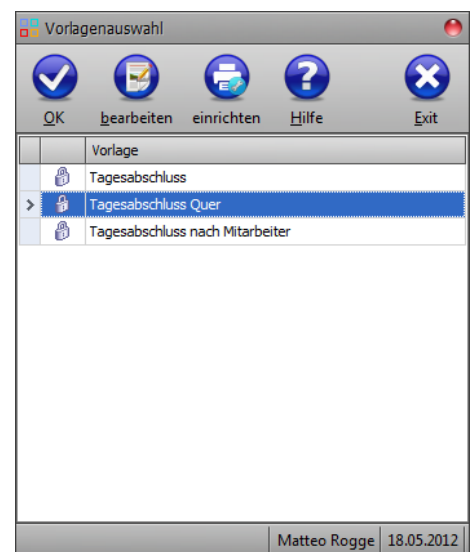 Vorlagenauswahl
OK bearbeiten einrichten Hilfe Exit
Vorlage
Tagesabschluss
Tagesabschluss Quer
Tagesabschluss nach Mitarbeiter
Matteo Rogge 18.05.2012